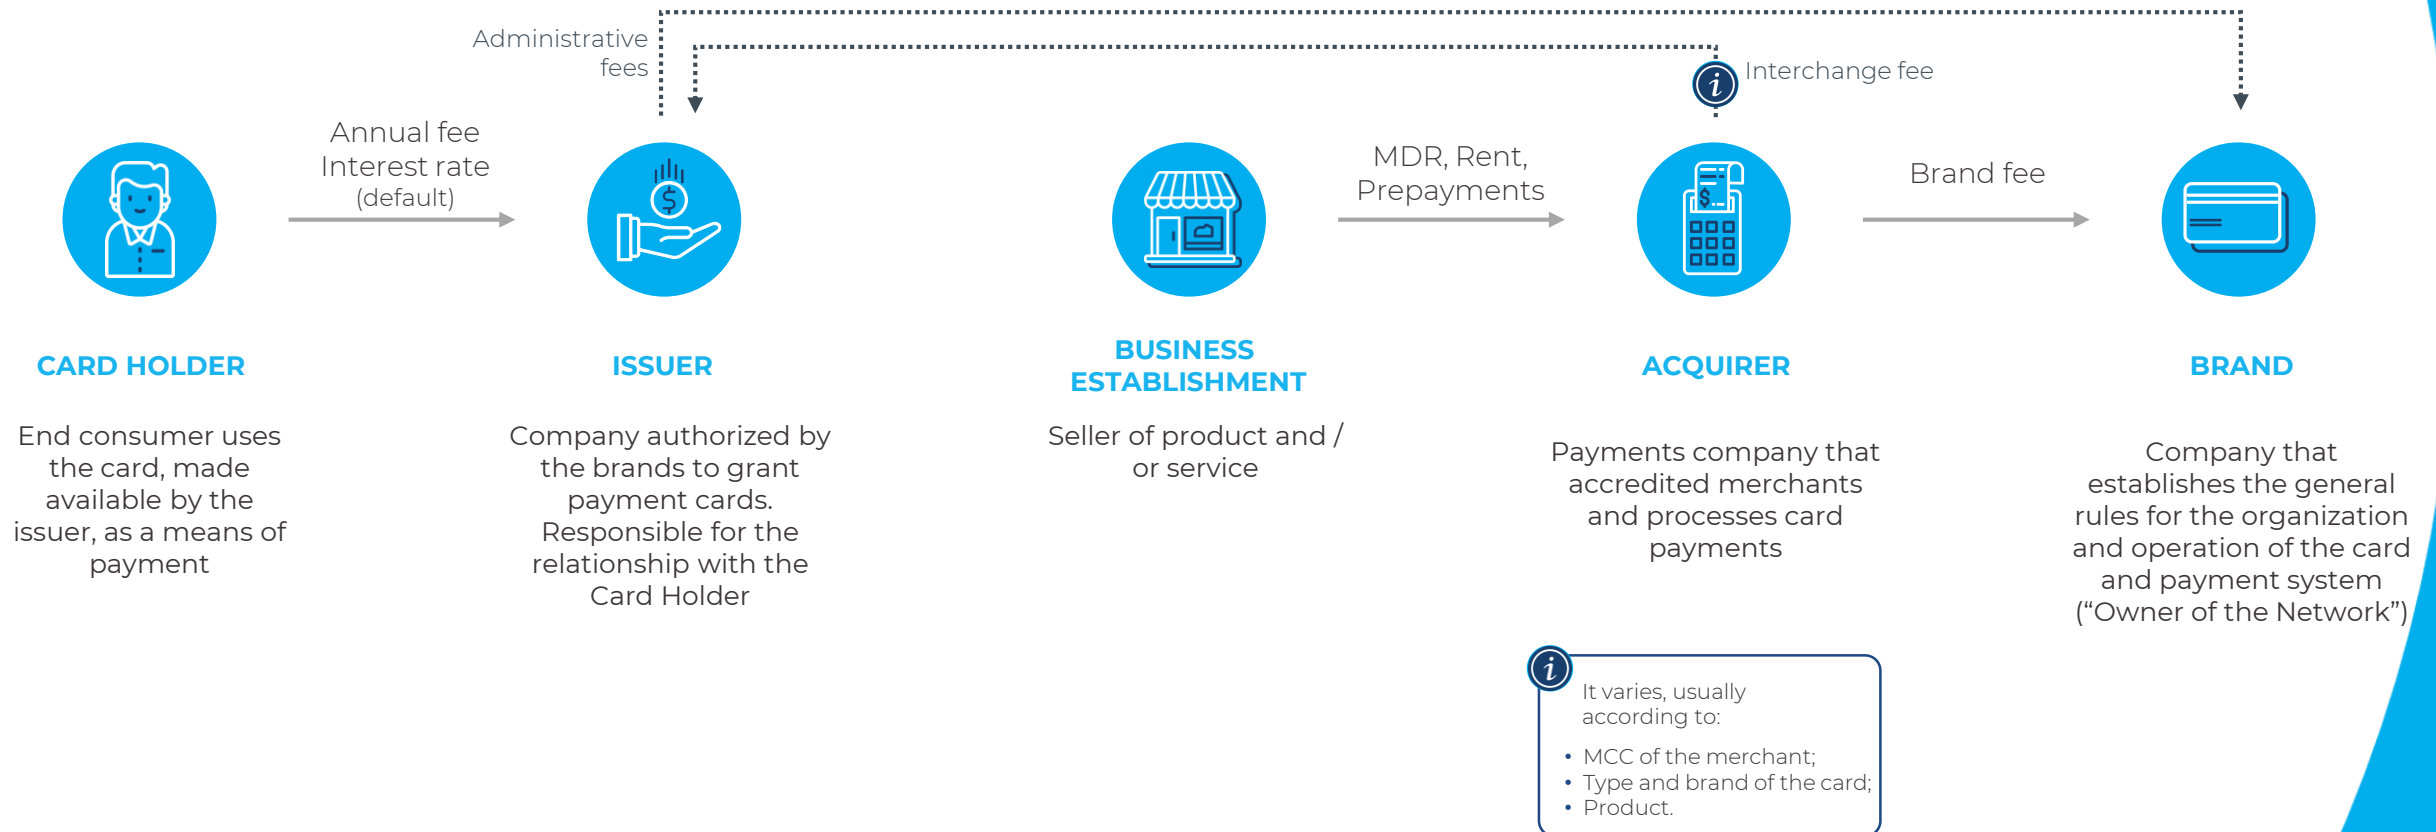 Administrative
fees
Interchange fee
Annual fee
Interest rate
(default)
MDR, Rent,
Prepayments
Brand fee
CARD HOLDER
End consumer uses
the card, made
available by the
issuer, as a means of
payment
ISSUER
Company authorized by
the brands to grant
payment cards.
Responsible for the
relationship with the
Card Holder
BUSINESS
ESTABLISHMENT
Seller of product and /
or service
ACQUIRER
Payments company that
accredited merchants
and processes card
payments
BRAND
Company that
establishes the general
rules for the organization
and operation of the card
and payment system
(“Owner of the Network”)
It varies, usually
according to:
• MCC of the merchant;
• Type and brand of the card;
• Product.